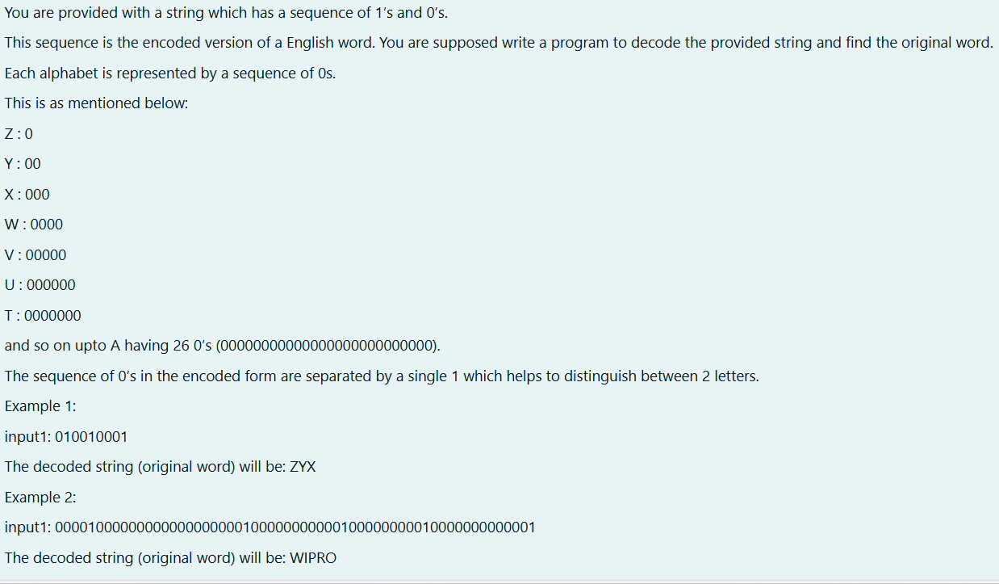 You are provided with a string which has a sequence of 1's and 0's.
This sequence is the encoded version of a English word. You are supposed write a program to decode the provided string and find the original word.
Each alphabet is represented by a sequence of 0s.
This is as mentioned below:
Z : 0
Y : 00
X : 000
W : 0000
V : 00000
U : 000000
T : 0000000
and so on upto A having 26 0's (00000000000000000000000000).
The sequence of 0's in the encoded form are separated by a single 1 which helps to distinguish between 2 letters.
Example 1:
input1: 010010001
The decoded string (original word) will be: ZYX
Example 2:
input1: 00001000000000000000000100000000000100000000010000000000001
The decoded string (original word) will be: WIPRO